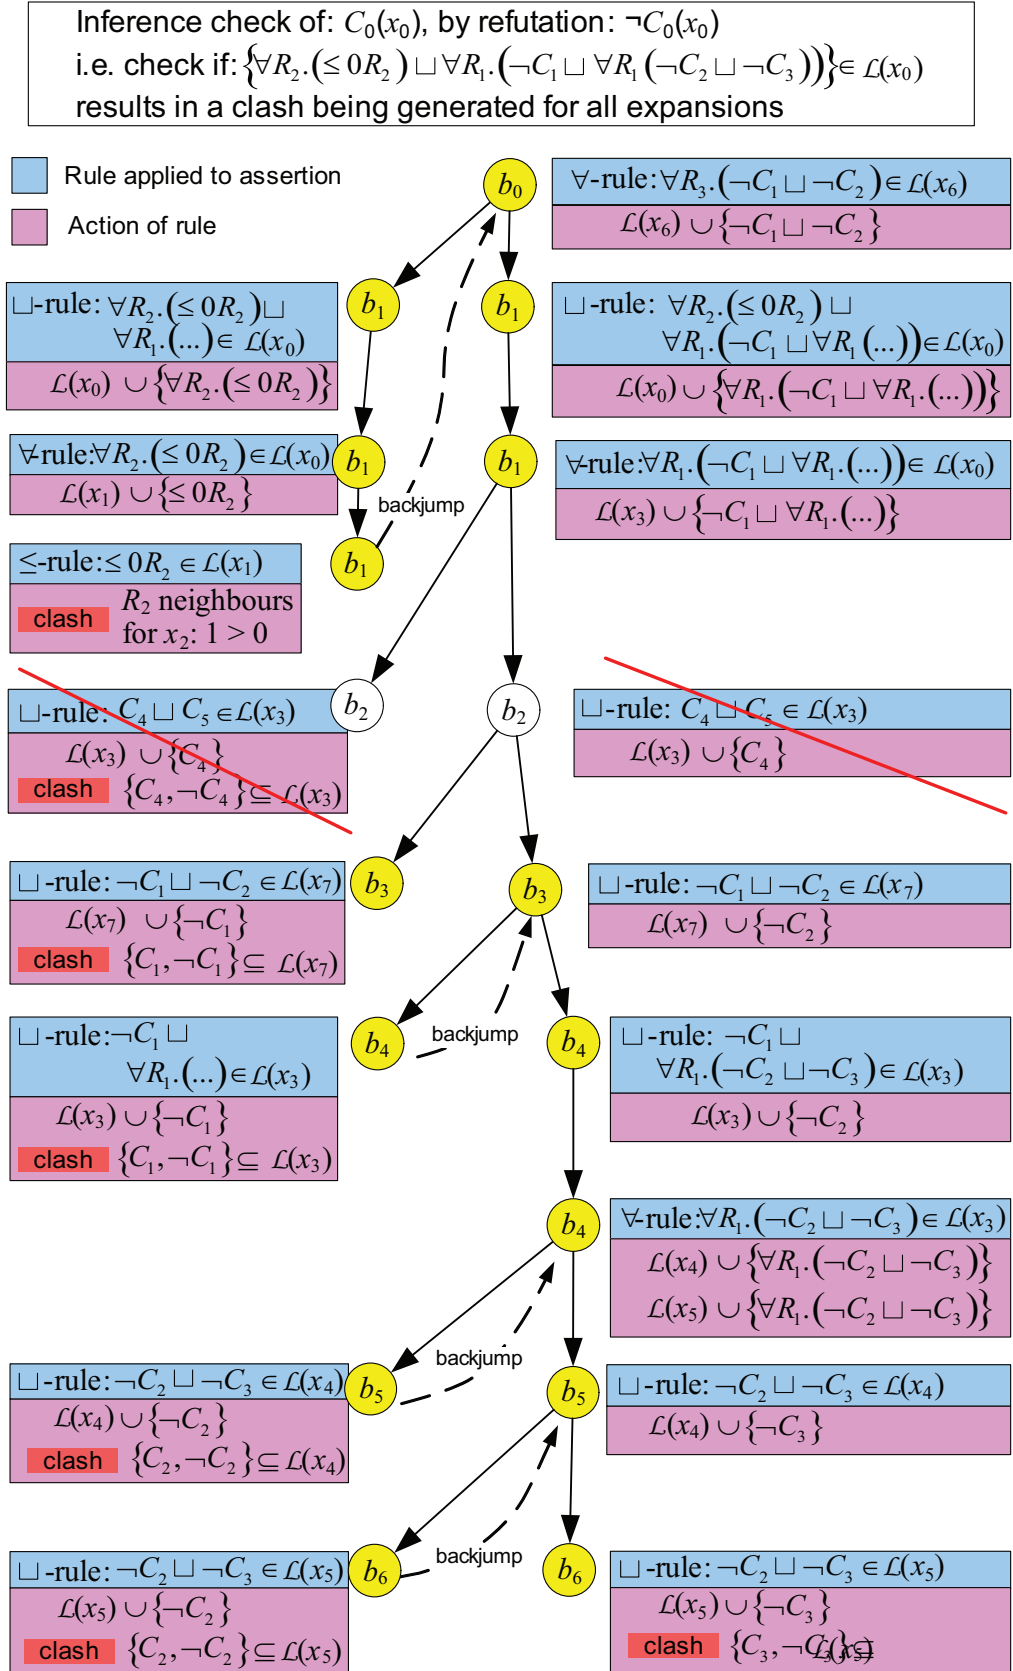 Inference check of: C₀(x₀), by refutation: ¬C₀(x₀)
i.e. check if: {∀R₂.(≤ 0R₂) ⊔ ∀R₁.(¬C₁ ⊔ ∀R₁(¬C₂ ⊔ ¬C₃))} ∈ ℒ(x₀)
results in a clash being generated for all expansions
Rule applied to assertion
Action of rule
b₀
∀-rule: ∀R₃.(¬C₁ ⊔ ¬C₂) ∈ ℒ(x₆)
ℒ(x₆) ∪ {¬C₁ ⊔ ¬C₂}
⊔-rule: ∀R₂.(≤ 0R₂) ⊔
∀R₁.(...) ∈ ℒ(x₀)
ℒ(x₀) ∪ {∀R₂.(≤ 0R₂)}
b₁
b₁
⊔-rule: ∀R₂.(≤ 0R₂) ⊔
∀R₁.(¬C₁ ⊔ ∀R₁(...)) ∈ ℒ(x₀)
ℒ(x₀) ∪ {∀R₁.(¬C₁ ⊔ ∀R₁.(...))}
∀-rule: ∀R₂.(≤ 0R₂) ∈ ℒ(x₀)
ℒ(x₁) ∪ {≤ 0R₂}
b₁
b₁
∀-rule: ∀R₁.(¬C₁ ⊔ ∀R₁.(...)) ∈ ℒ(x₀)
ℒ(x₃) ∪ {¬C₁ ⊔ ∀R₁.(...)}
backjump
≤-rule: ≤ 0R₂ ∈ ℒ(x₁)
clash R₂ neighbours
for x₂: 1 > 0
b₁
⊔-rule: C₄ ⊔ C₅ ∈ ℒ(x₃)
ℒ(x₃) ∪ {C₄}
clash {C₄, ¬C₄} ⊆ ℒ(x₃)
b₂
b₂
⊔-rule: C₄ ⊔ C₅ ∈ ℒ(x₃)
ℒ(x₃) ∪ {C₄}
⊔-rule: ¬C₁ ⊔ ¬C₂ ∈ ℒ(x₇)
ℒ(x₇) ∪ {¬C₁}
clash {C₁, ¬C₁} ⊆ ℒ(x₇)
b₃
b₃
⊔-rule: ¬C₁ ⊔ ¬C₂ ∈ ℒ(x₇)
ℒ(x₇) ∪ {¬C₂}
⊔-rule: ¬C₁ ⊔
∀R₁.(...) ∈ ℒ(x₃)
ℒ(x₃) ∪ {¬C₁}
clash {C₁, ¬C₁} ⊆ ℒ(x₃)
b₄
backjump
b₄
⊔-rule: ¬C₁ ⊔
∀R₁.(¬C₂ ⊔ ¬C₃) ∈ ℒ(x₃)
ℒ(x₃) ∪ {¬C₂}
b₄
∀-rule: ∀R₁.(¬C₂ ⊔ ¬C₃) ∈ ℒ(x₃)
ℒ(x₄) ∪ {∀R₁.(¬C₂ ⊔ ¬C₃)}
ℒ(x₅) ∪ {∀R₁.(¬C₂ ⊔ ¬C₃)}
backjump
⊔-rule: ¬C₂ ⊔ ¬C₃ ∈ ℒ(x₄)
ℒ(x₄) ∪ {¬C₂}
clash {C₂, ¬C₂} ⊆ ℒ(x₄)
b₅
b₅
⊔-rule: ¬C₂ ⊔ ¬C₃ ∈ ℒ(x₄)
ℒ(x₄) ∪ {¬C₃}
backjump
⊔-rule: ¬C₂ ⊔ ¬C₃ ∈ ℒ(x₅)
ℒ(x₅) ∪ {¬C₂}
clash {C₂, ¬C₂} ⊆ ℒ(x₅)
b₆
b₆
⊔-rule: ¬C₂ ⊔ ¬C₃ ∈ ℒ(x₅)
ℒ(x₅) ∪ {¬C₃}
clash {C₃, ¬C₃} ⊆ ℒ(x₅)